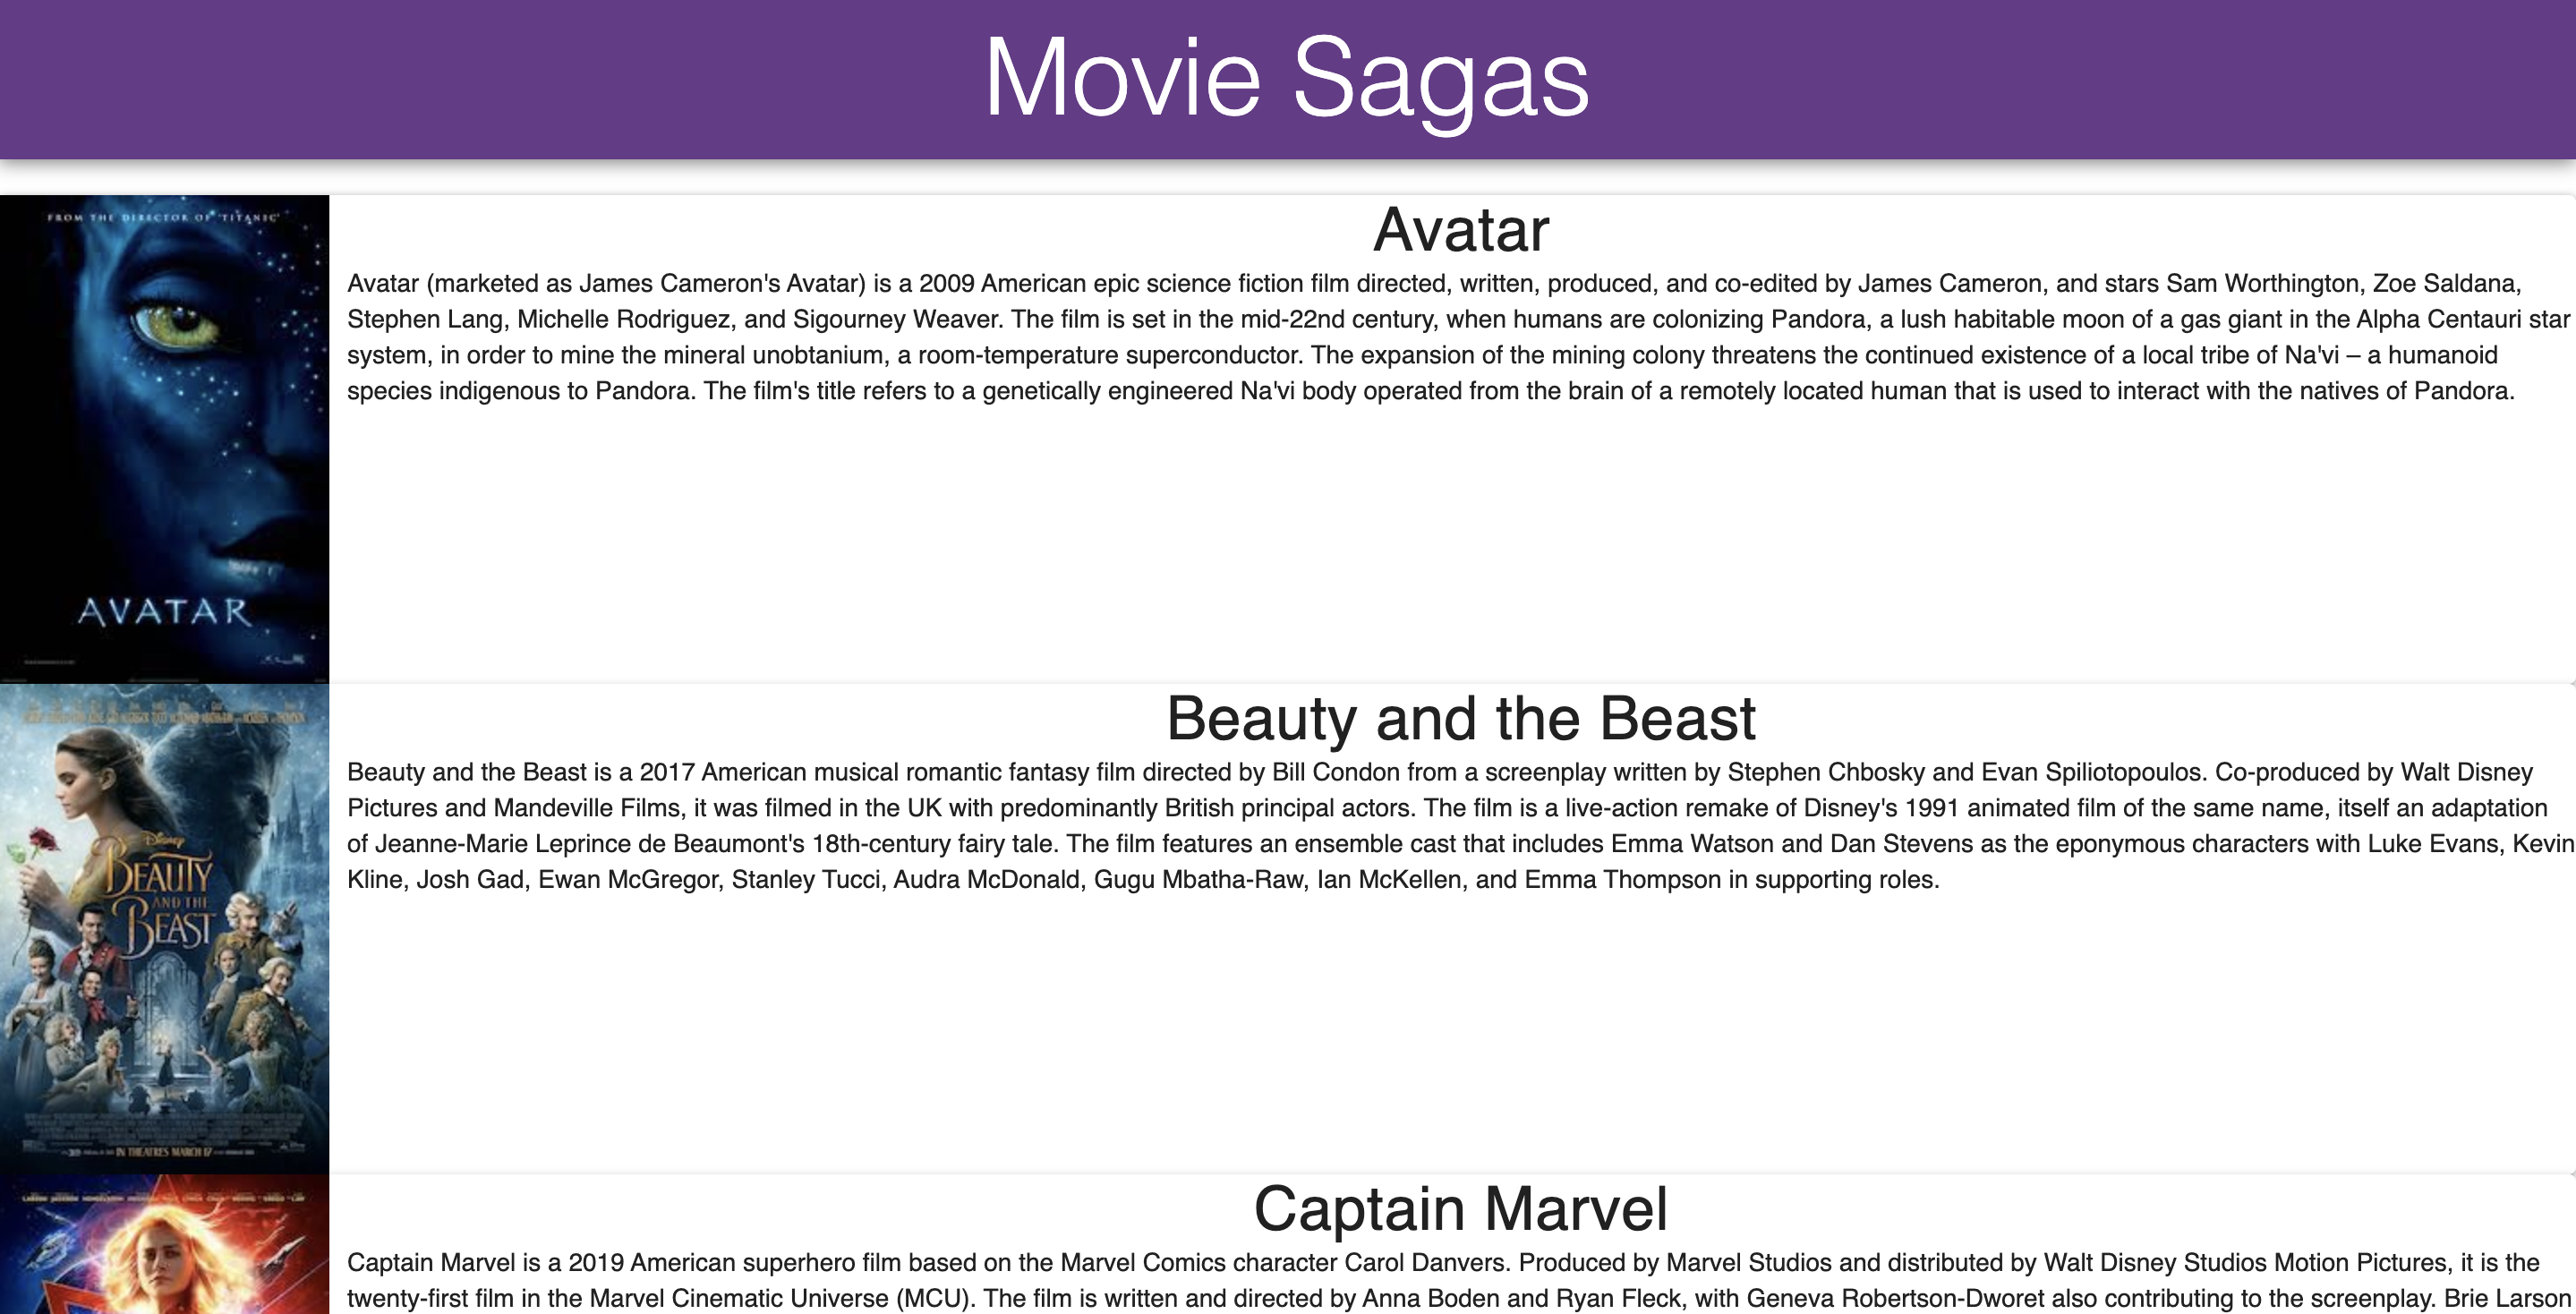 Movie Sagas
FROM THE DIRECTOR OF 'TITANIC'
AVATAR
Avatar
Avatar (marketed as James Cameron's Avatar) is a 2009 American epic science fiction film directed, written, produced, and co-edited by James Cameron, and stars Sam Worthington, Zoe Saldana,
Stephen Lang, Michelle Rodriguez, and Sigourney Weaver. The film is set in the mid-22nd century, when humans are colonizing Pandora, a lush habitable moon of a gas giant in the Alpha Centauri star
system, in order to mine the mineral unobtanium, a room-temperature superconductor. The expansion of the mining colony threatens the continued existence of a local tribe of Na'vi – a humanoid
species indigenous to Pandora. The film's title refers to a genetically engineered Na'vi body operated from the brain of a remotely located human that is used to interact with the natives of Pandora.
Disney
BEAUTY
AND THE
BEAST
IN THEATRES MARCH 17
Beauty and the Beast
Beauty and the Beast is a 2017 American musical romantic fantasy film directed by Bill Condon from a screenplay written by Stephen Chbosky and Evan Spiliotopoulos. Co-produced by Walt Disney
Pictures and Mandeville Films, it was filmed in the UK with predominantly British principal actors. The film is a live-action remake of Disney's 1991 animated film of the same name, itself an adaptation
of Jeanne-Marie Leprince de Beaumont's 18th-century fairy tale. The film features an ensemble cast that includes Emma Watson and Dan Stevens as the eponymous characters with Luke Evans, Kevin
Kline, Josh Gad, Ewan McGregor, Stanley Tucci, Audra McDonald, Gugu Mbatha-Raw, Ian McKellen, and Emma Thompson in supporting roles.
Captain Marvel
Captain Marvel is a 2019 American superhero film based on the Marvel Comics character Carol Danvers. Produced by Marvel Studios and distributed by Walt Disney Studios Motion Pictures, it is the
twenty-first film in the Marvel Cinematic Universe (MCU). The film is written and directed by Anna Boden and Ryan Fleck, with Geneva Robertson-Dworet also contributing to the screenplay. Brie Larson